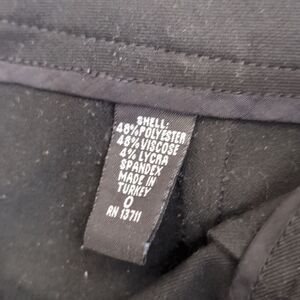 SHELL:
48% POLYESTER
48% VISCOSE
4% LYCRA
SPANDEX
MADE IN
TURKEY
0
RN 13711